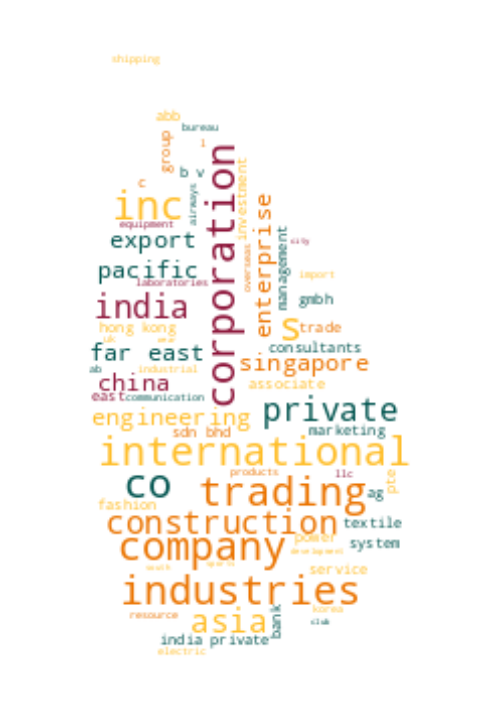 shipping
abb
bureau
l
group
corporation
b v
investment
c
airways
inc
enterprise
equipment
export
management
city
overseas
pacific
import
laboratories
india
gmbh
s
trade
hong kong
uk
far east
consultants
singapore
ab
industrial
china
associate
east
communication
private
engineering
sdn bhd
marketing
international
products
llc
co
trading
pte
ag
fashion
construction
textile
company
power
system
development
south
sports
service
industries
resource
korea
asia
bank
club
india private
electric